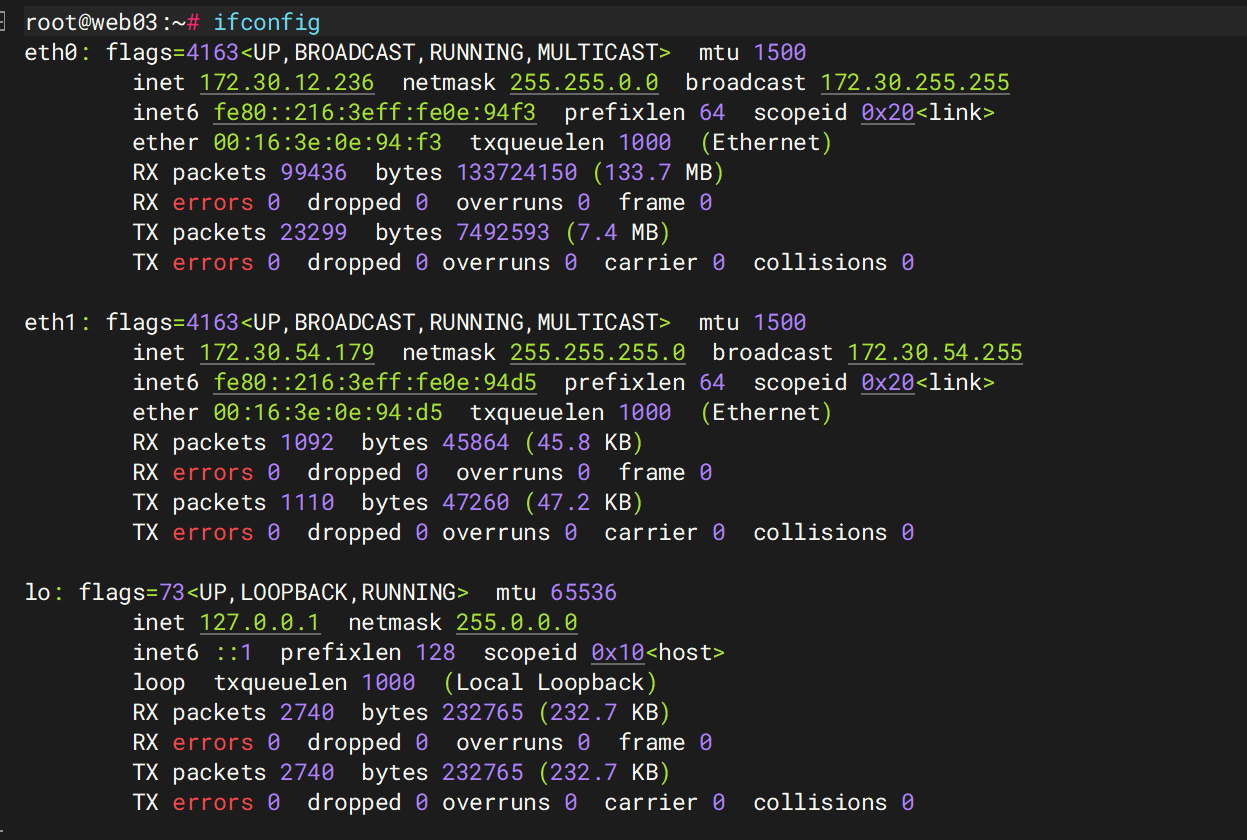 root@web03:~# ifconfig
eth0: flags=4163<UP,BROADCAST,RUNNING,MULTICAST>  mtu 1500
        inet 172.30.12.236  netmask 255.255.0.0  broadcast 172.30.255.255
        inet6 fe80::216:3eff:fe0e:94f3  prefixlen 64  scopeid 0x20<link>
        ether 00:16:3e:0e:94:f3  txqueuelen 1000  (Ethernet)
        RX packets 99436  bytes 133724150 (133.7 MB)
        RX errors 0  dropped 0  overruns 0  frame 0
        TX packets 23299  bytes 7492593 (7.4 MB)
        TX errors 0  dropped 0 overruns 0  carrier 0  collisions 0

eth1: flags=4163<UP,BROADCAST,RUNNING,MULTICAST>  mtu 1500
        inet 172.30.54.179  netmask 255.255.255.0  broadcast 172.30.54.255
        inet6 fe80::216:3eff:fe0e:94d5  prefixlen 64  scopeid 0x20<link>
        ether 00:16:3e:0e:94:d5  txqueuelen 1000  (Ethernet)
        RX packets 1092  bytes 45864 (45.8 KB)
        RX errors 0  dropped 0  overruns 0  frame 0
        TX packets 1110  bytes 47260 (47.2 KB)
        TX errors 0  dropped 0 overruns 0  carrier 0  collisions 0

lo: flags=73<UP,LOOPBACK,RUNNING>  mtu 65536
        inet 127.0.0.1  netmask 255.0.0.0
        inet6 ::1  prefixlen 128  scopeid 0x10<host>
        loop  txqueuelen 1000  (Local Loopback)
        RX packets 2740  bytes 232765 (232.7 KB)
        RX errors 0  dropped 0  overruns 0  frame 0
        TX packets 2740  bytes 232765 (232.7 KB)
        TX errors 0  dropped 0 overruns 0  carrier 0  collisions 0